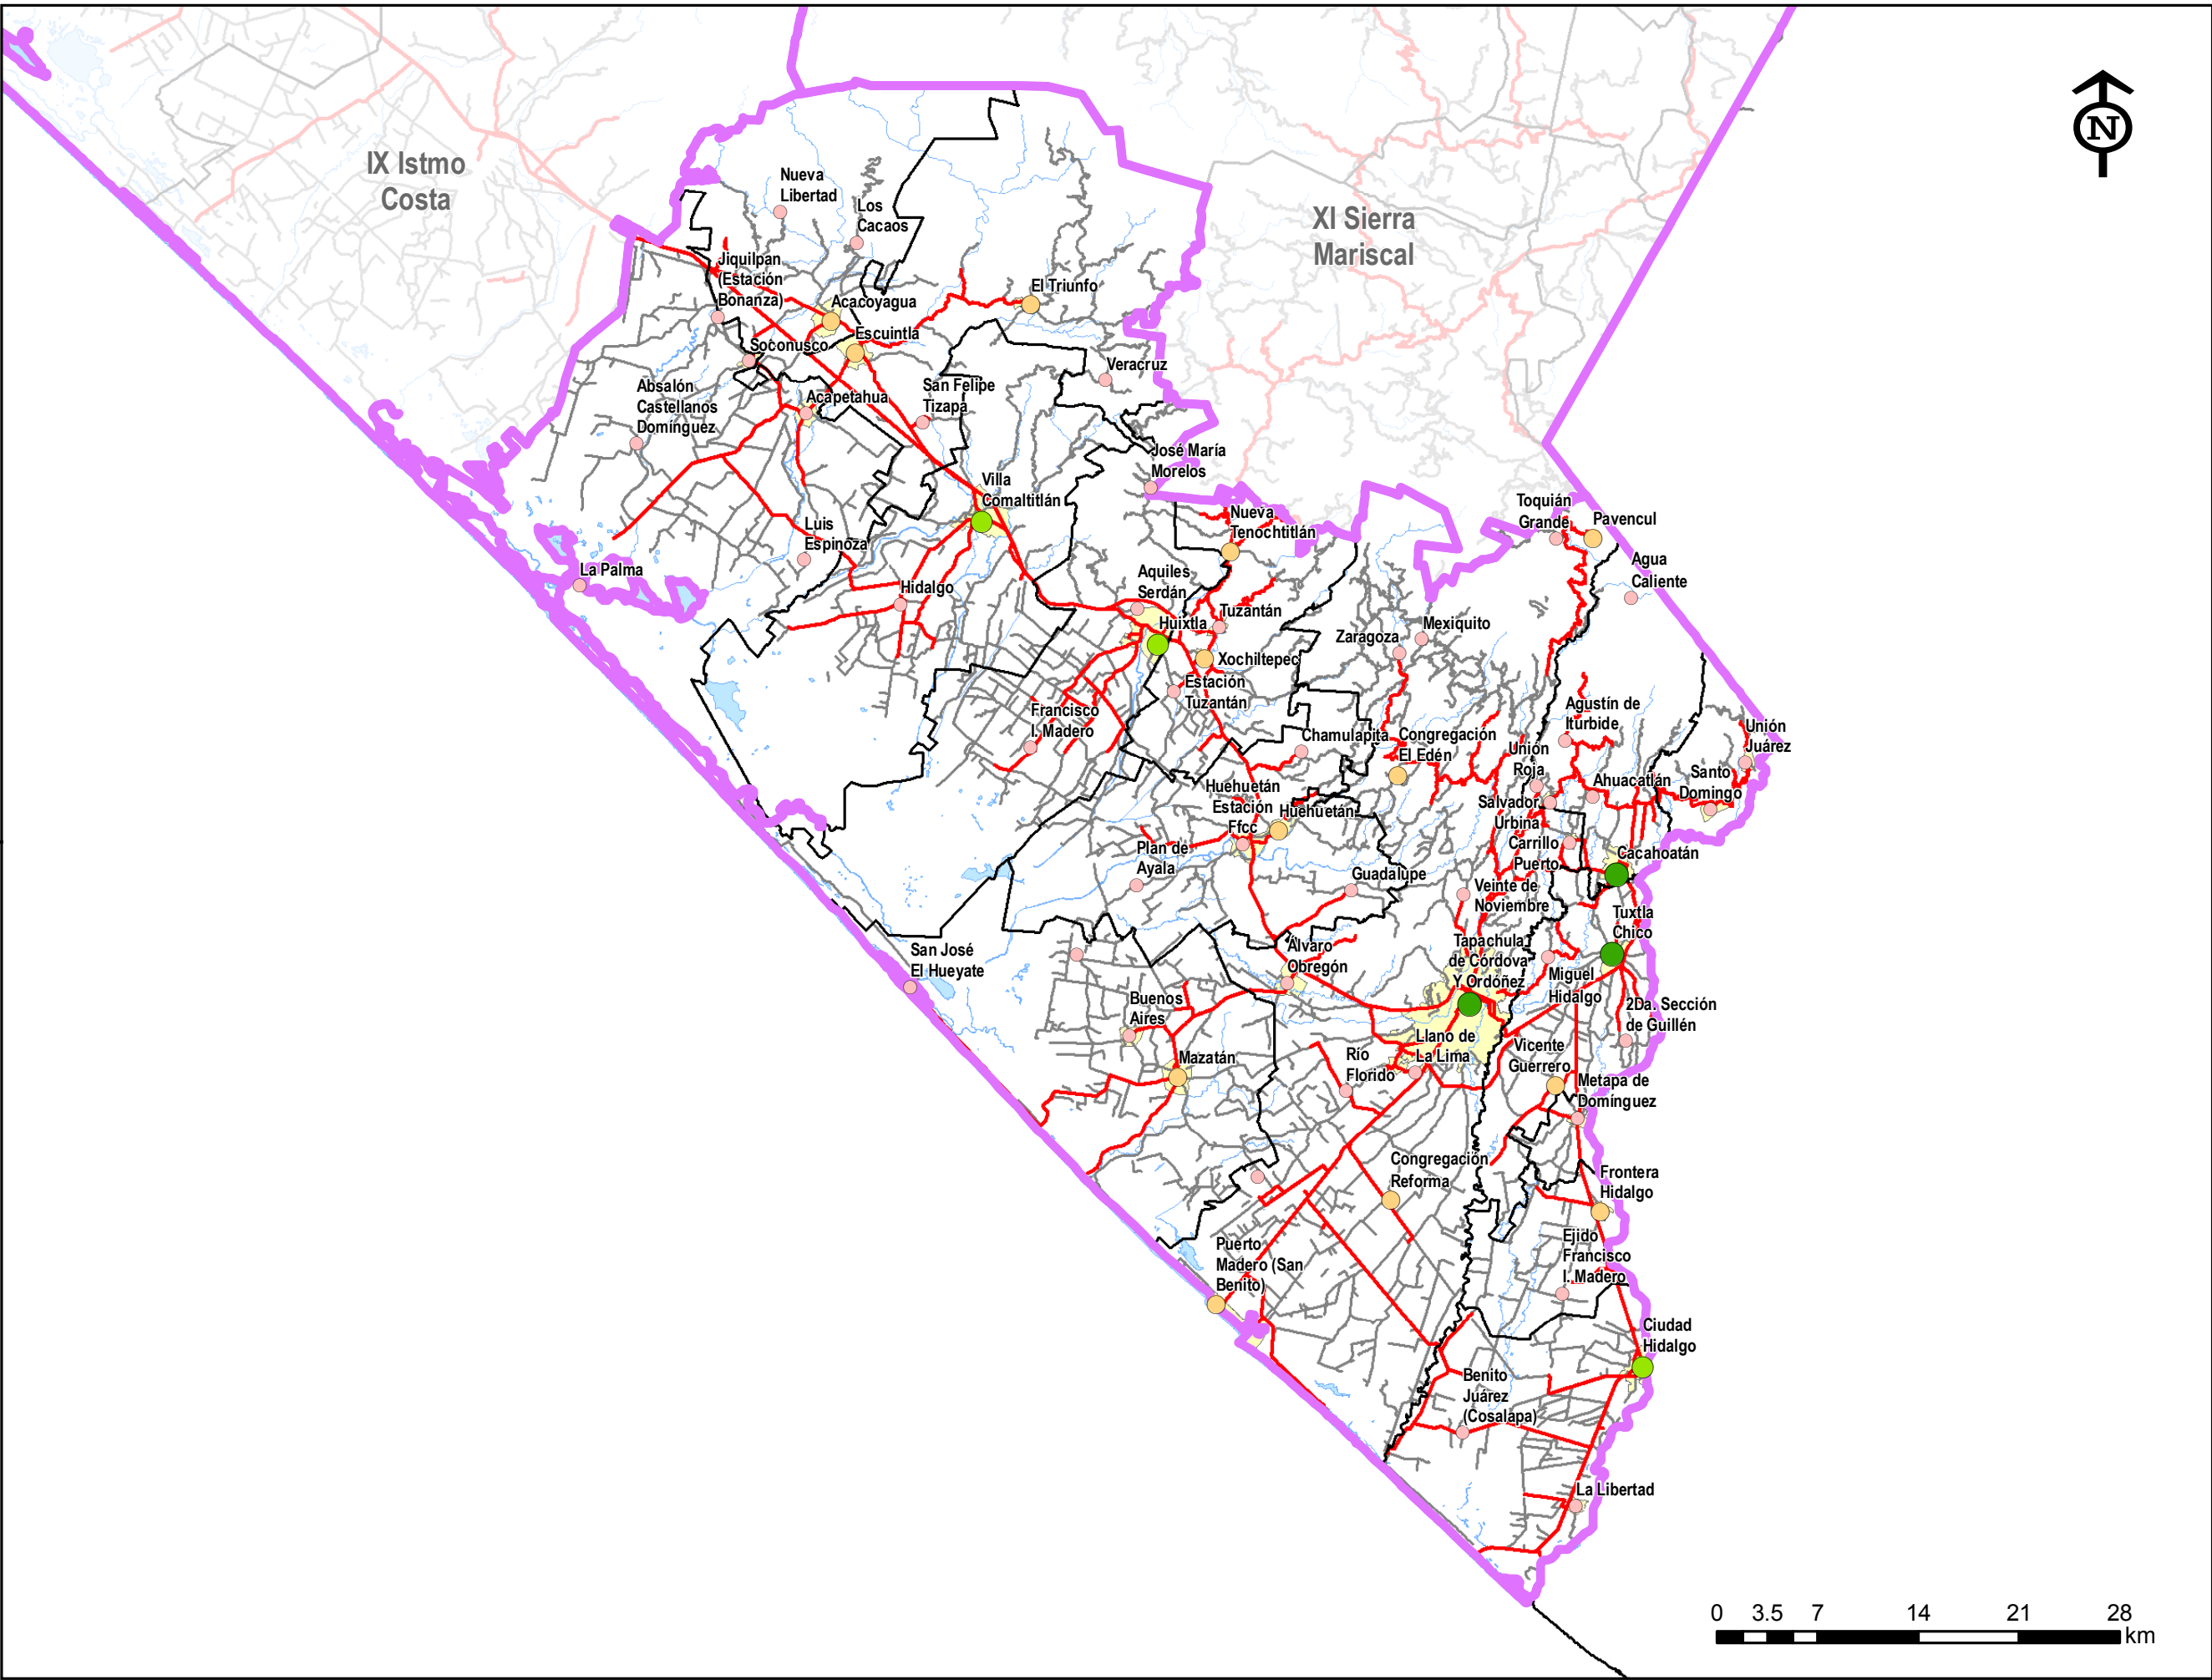 IX Istmo
Costa
XI Sierra
Mariscal
N
Nueva
Libertad
Los
Cacaos
Jiquilpan
(Estación
Bonanza)
Acacoyagua
El Triunfo
Escuintla
Soconusco
Veracruz
Absalón
Castellanos
Domínguez
Acapetahua
San Felipe
Tizapa
José María
Morelos
Villa
Comaltitlán
Luis
Espinoza
La Palma
Hidalgo
Nueva
Tenochtitlán
Toquián
Grande
Pavencul
Agua
Caliente
Aquiles
Serdán
Tuzantán
Huixtla
Xochiltepec
Estación
Tuzantán
Zaragoza
Mexiquito
Francisco
I. Madero
Chamulapita
Congregación
El Edén
Agustín de
Iturbide
Unión
Juárez
Unión
Roja
Ahuacatlán
Santo
Domingo
Huehuetán
Estación
Ffcc
Huehuetán
Salvador
Urbina
Carrillo
Puerto
Cacahoatán
Plan de
Ayala
Guadalupe
Veinte de
Noviembre
Tuxtla
Chico
San José
El Hueyate
Álvaro
Obregón
Tapachula
de Córdova
Y Ordóñez
Miguel
Hidalgo
2Da. Sección
de Guillén
Buenos
Aires
Mazatán
Llano de
La Lima
Río
Florido
Vicente
Guerrero
Metapa de
Domínguez
Congregación
Reforma
Frontera
Hidalgo
Ejido
Francisco
I. Madero
Puerto
Madero (San
Benito)
Ciudad
Hidalgo
Benito
Juárez
(Cosalapa)
La Libertad
0 3.5 7 14 21 28
km